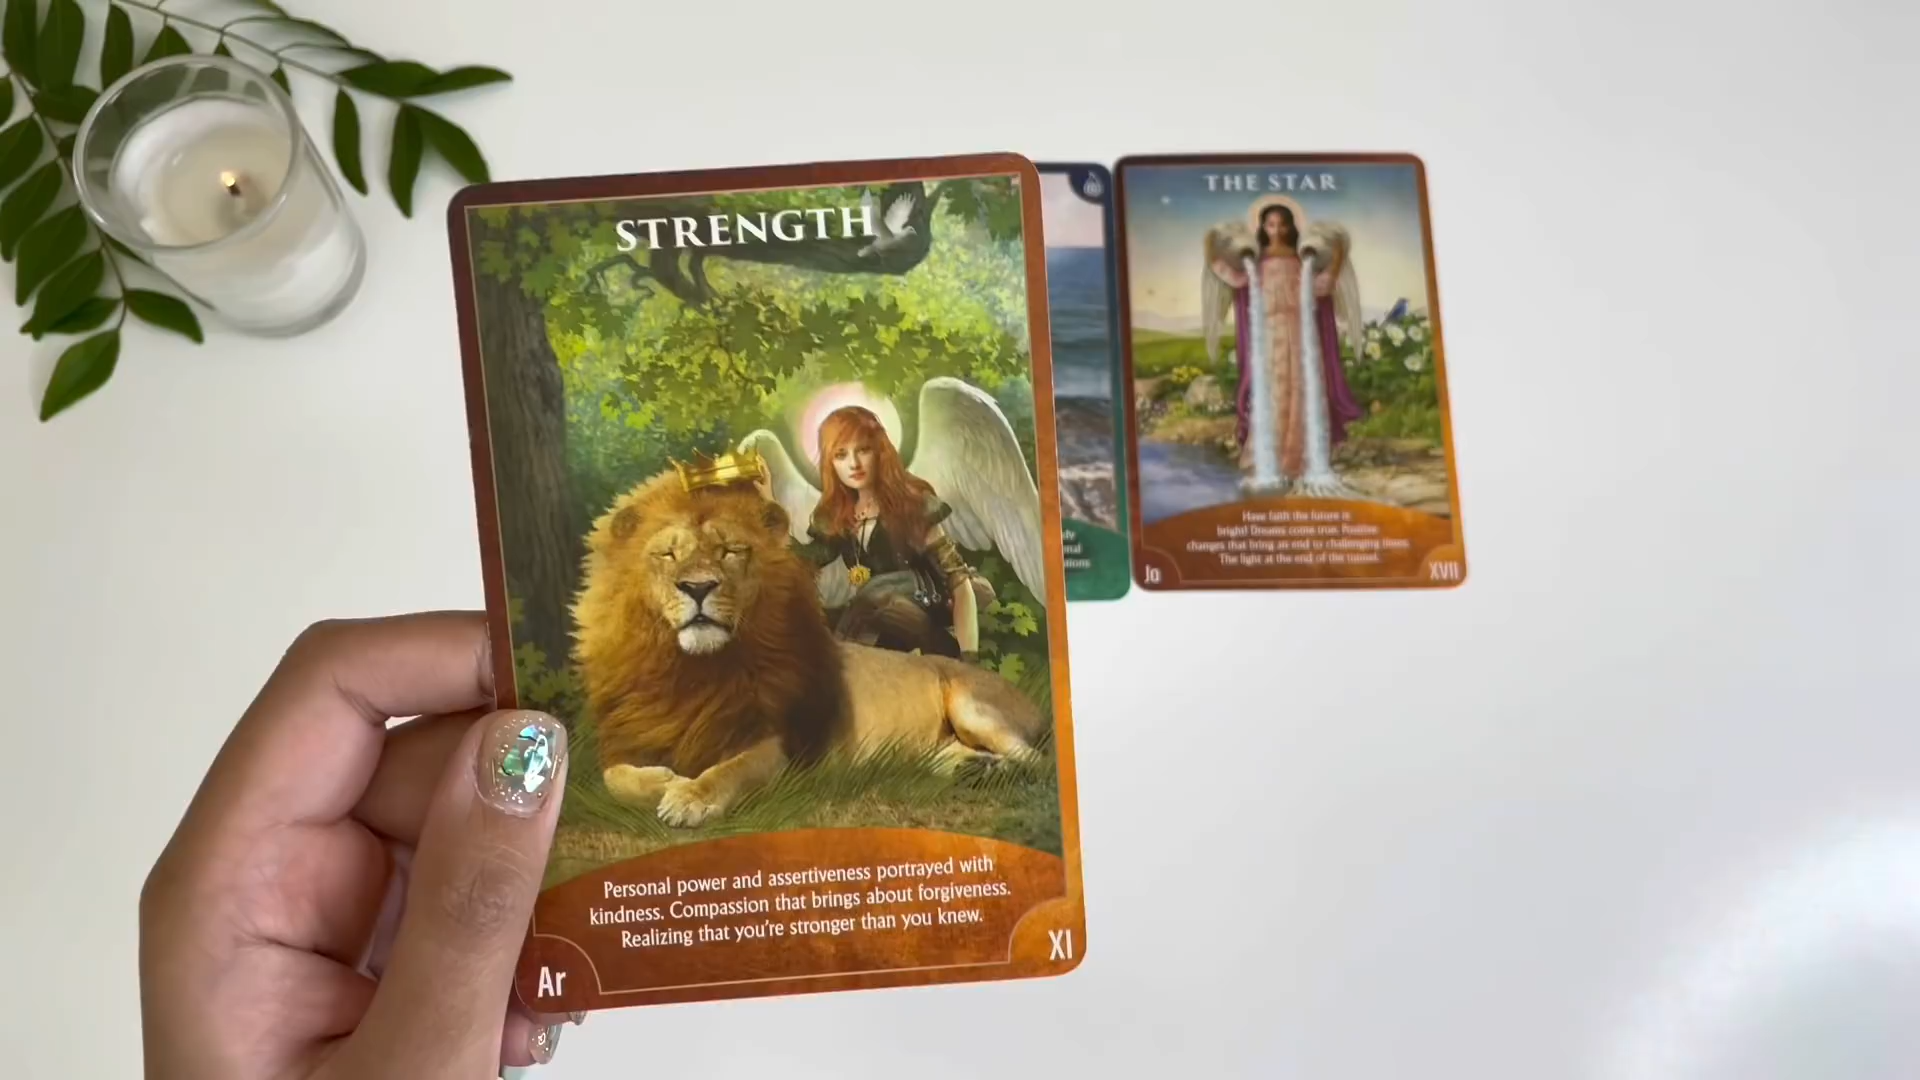 STRENGTH
Personal power and assertiveness portrayed with
kindness. Compassion that brings about forgiveness.
Realizing that you're stronger than you knew.
Ar
XI
THE STAR
Have faith the future is
bright! Dreams come true. Positive
changes that bring an end to challenging times.
The light at the end of the tunnel.
Jo
XVII